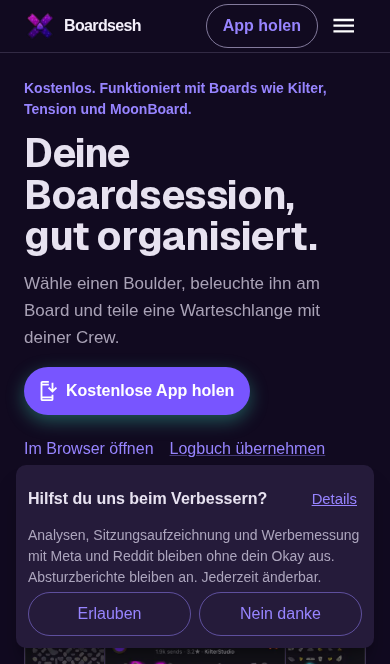 Boardsesh
App holen
Kostenlos. Funktioniert mit Boards wie Kilter,
Tension und MoonBoard.
Deine
Boardsession,
gut organisiert.
Wähle einen Boulder, beleuchte ihn am
Board und teile eine Warteschlange mit
deiner Crew.
Kostenlose App holen
Im Browser öffnen Logbuch übernehmen
Hilfst du uns beim Verbessern? Details
Analysen, Sitzungsaufzeichnung und Werbemessung
mit Meta und Reddit bleiben ohne dein Okay aus.
Absturzberichte bleiben an. Jederzeit änderbar.
Erlauben Nein danke